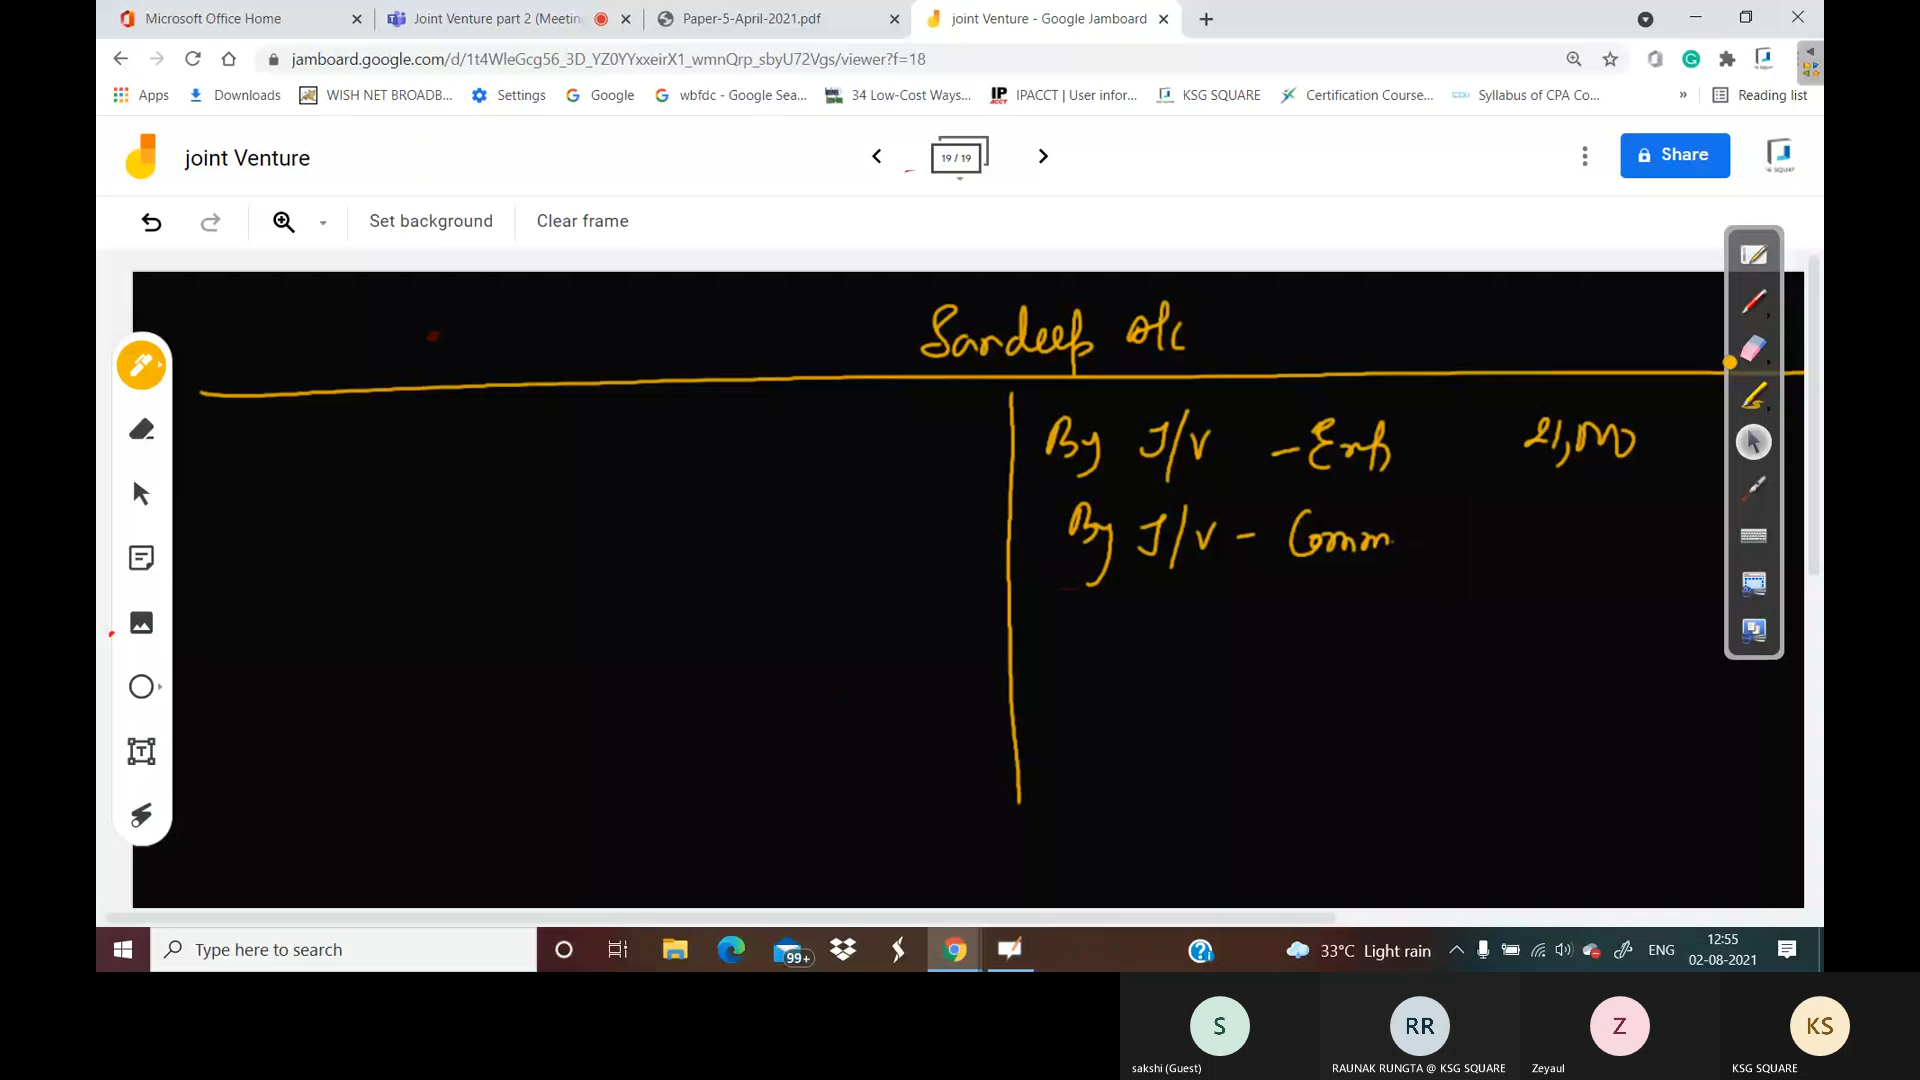 Microsoft Office Home
Joint Venture part 2 (Meetin
Paper-5-April-2021.pdf
joint Venture - Google Jamboard
jamboard.google.com/d/1t4WleGcg56_3D_YZ0YYxxeirX1_wmnQrp_sbyU72Vgs/viewer?f=18
Apps
Downloads
WISH NET BROADB...
Settings
Google
wbfdc - Google Sea...
34 Low-Cost Ways...
IPACCT | User infor...
KSG SQUARE
Certification Course...
Syllabus of CPA Co...
»
Reading list
joint Venture
19 / 19
Share
Set background
Clear frame
Sandeep A/c
By J/V - Exp 21,000
By J/V - Comm.
Type here to search
99+
33°C Light rain
ENG
12:55
02-08-2021
S
RR
Z
KS
sakshi (Guest)
RAUNAK RUNGTA @ KSG SQUARE
Zeyaul
KSG SQUARE